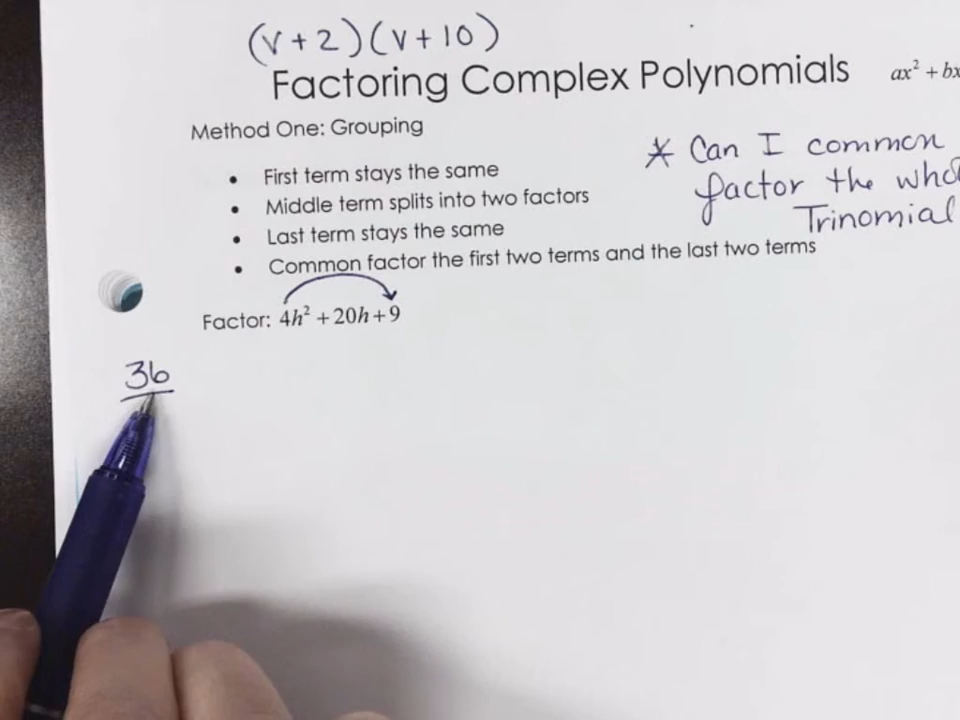 (v+2)(v+10)
Factoring Complex Polynomials ax² + bx
Method One: Grouping
* Can I common
• First term stays the same
factor the
• Middle term splits into two factors
Trinomial
• Last term stays the same
• Common factor the first two terms and the last two terms
Factor: 4h² + 20h + 9
36